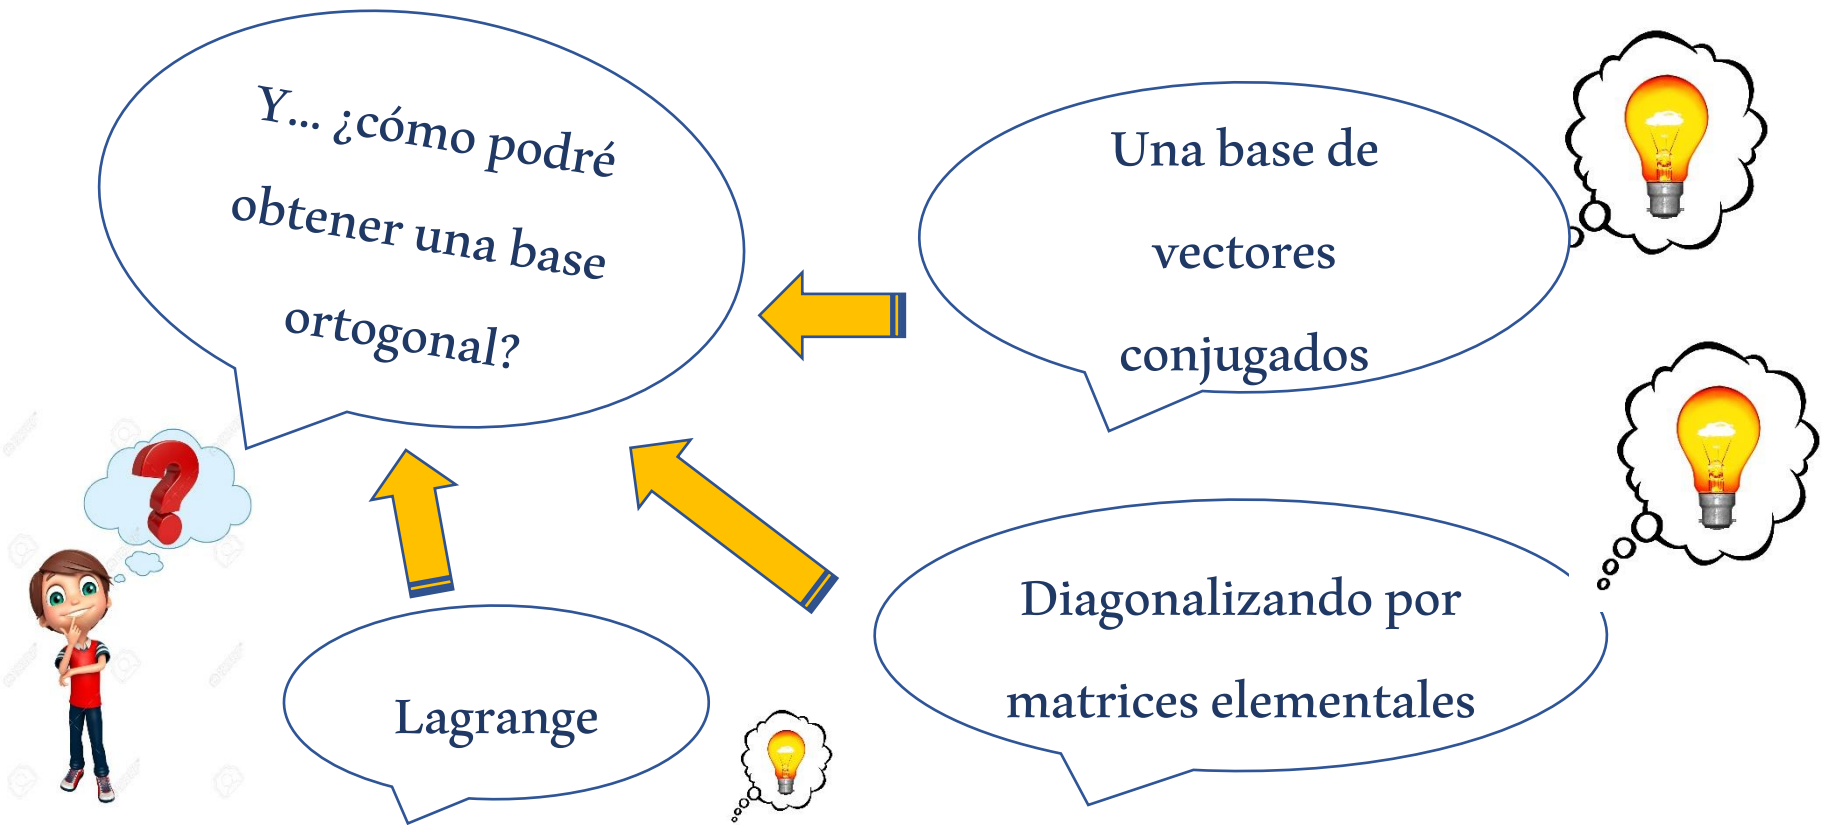 Y... ¿cómo podré
obtener una base
ortogonal?
Una base de
vectores
conjugados
Diagonalizando por
matrices elementales
Lagrange